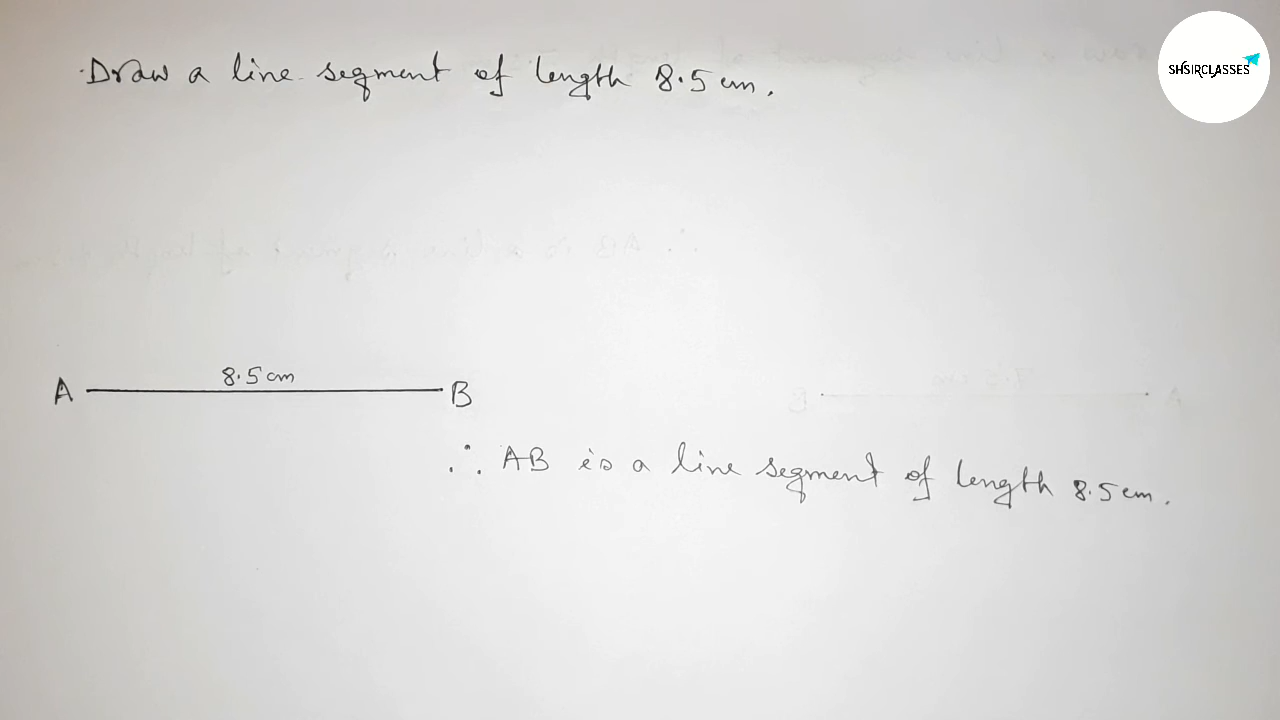 Draw a line segment of length 8.5 cm.
SHSIRCLASSES
8.5 cm
A B
∴ AB is a line segment of length 8.5 cm.